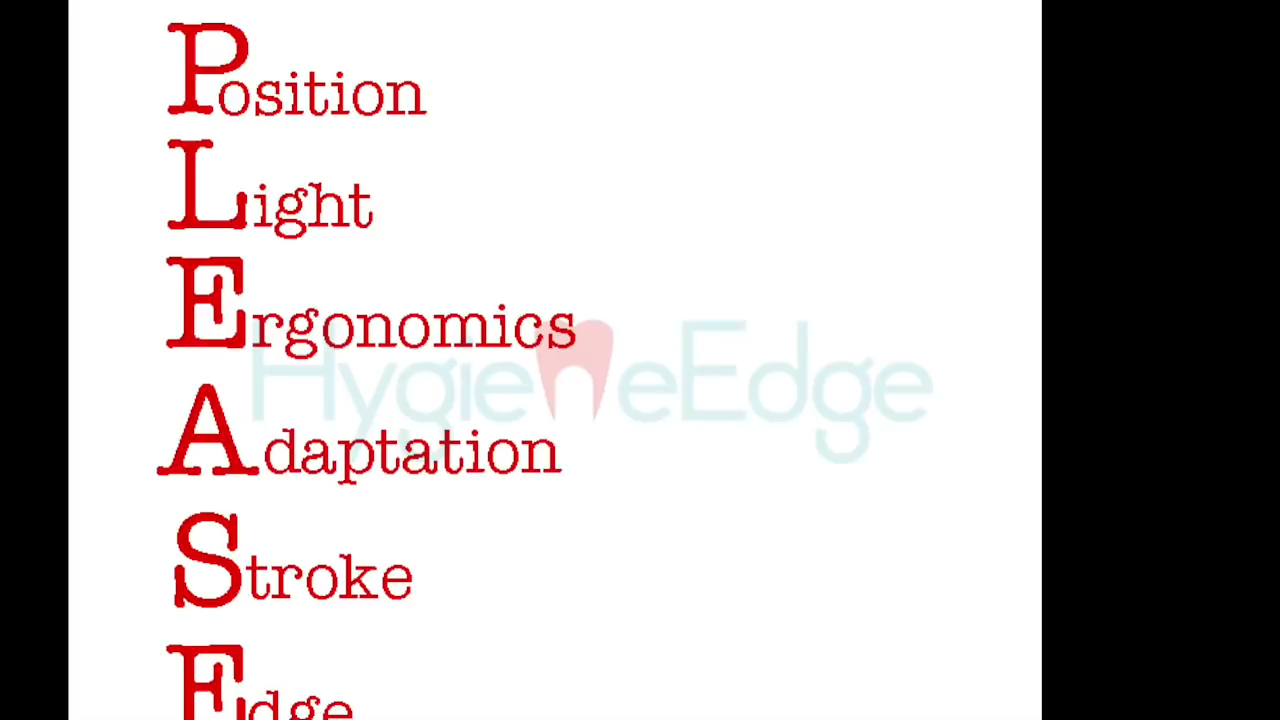 Position
Light
Ergonomics
HygieneEdge
Adaptation
Stroke
Edge